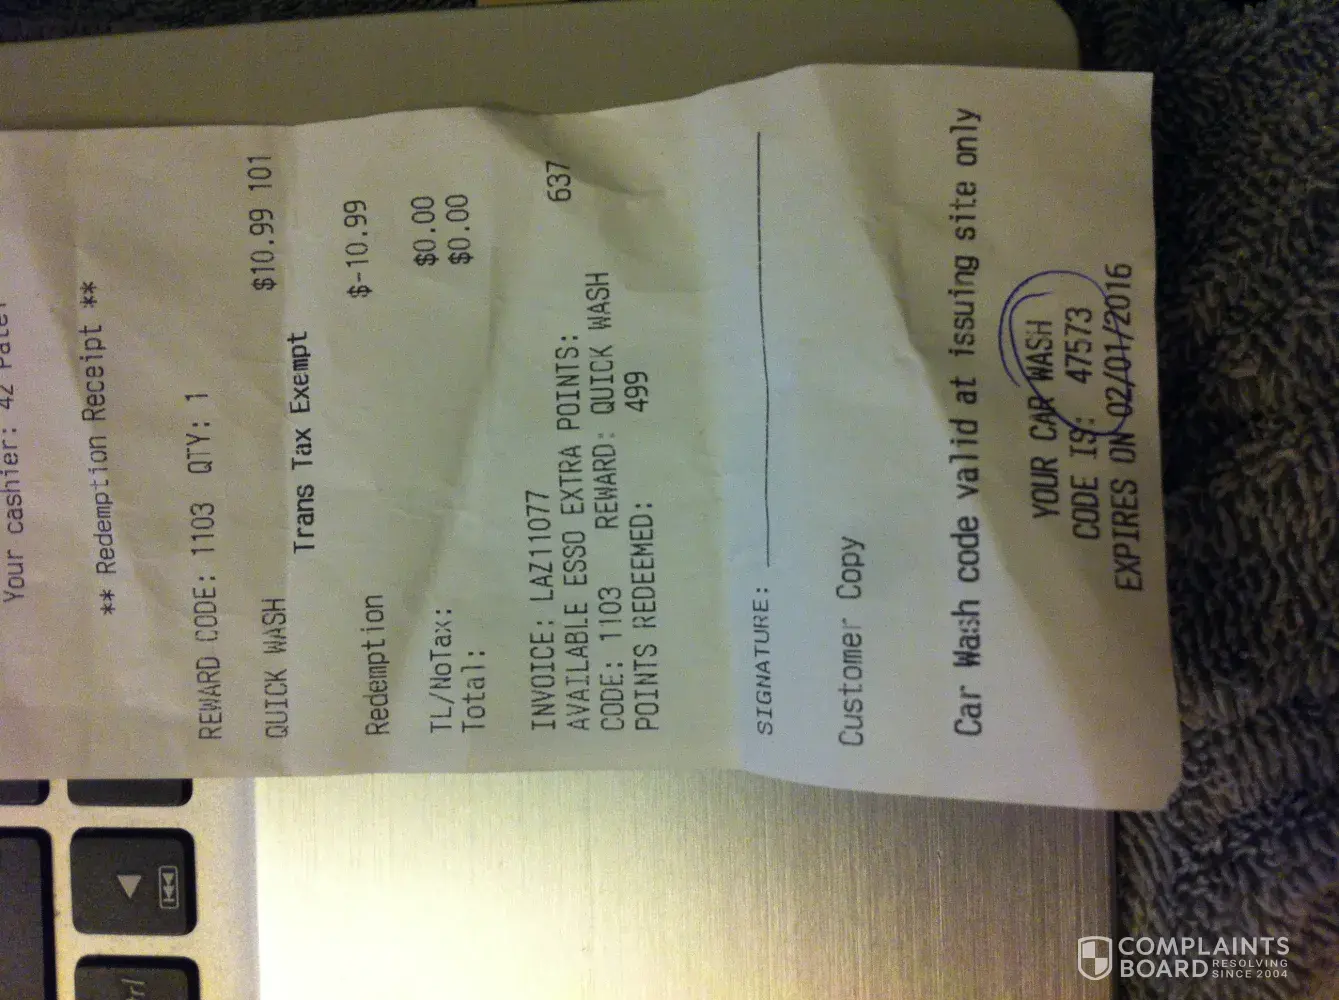 Your cashier: 42 Patel
** Redemption Receipt **
REWARD CODE: 1103 QTY: 1
QUICK WASH $10.99 101
Trans Tax Exempt
Redemption $-10.99
TL/NoTax: $0.00
Total: $0.00
INVOICE: LAZ11077
AVAILABLE ESSO EXTRA POINTS: 637
CODE: 1103 REWARD: QUICK WASH
POINTS REDEEMED: 499
SIGNATURE:
Customer Copy
Car Wash code valid at issuing site only
YOUR CAR WASH
CODE IS: 47573
EXPIRES ON 02/01/2016
COMPLAINTS
BOARD RESOLVING
SINCE 2004